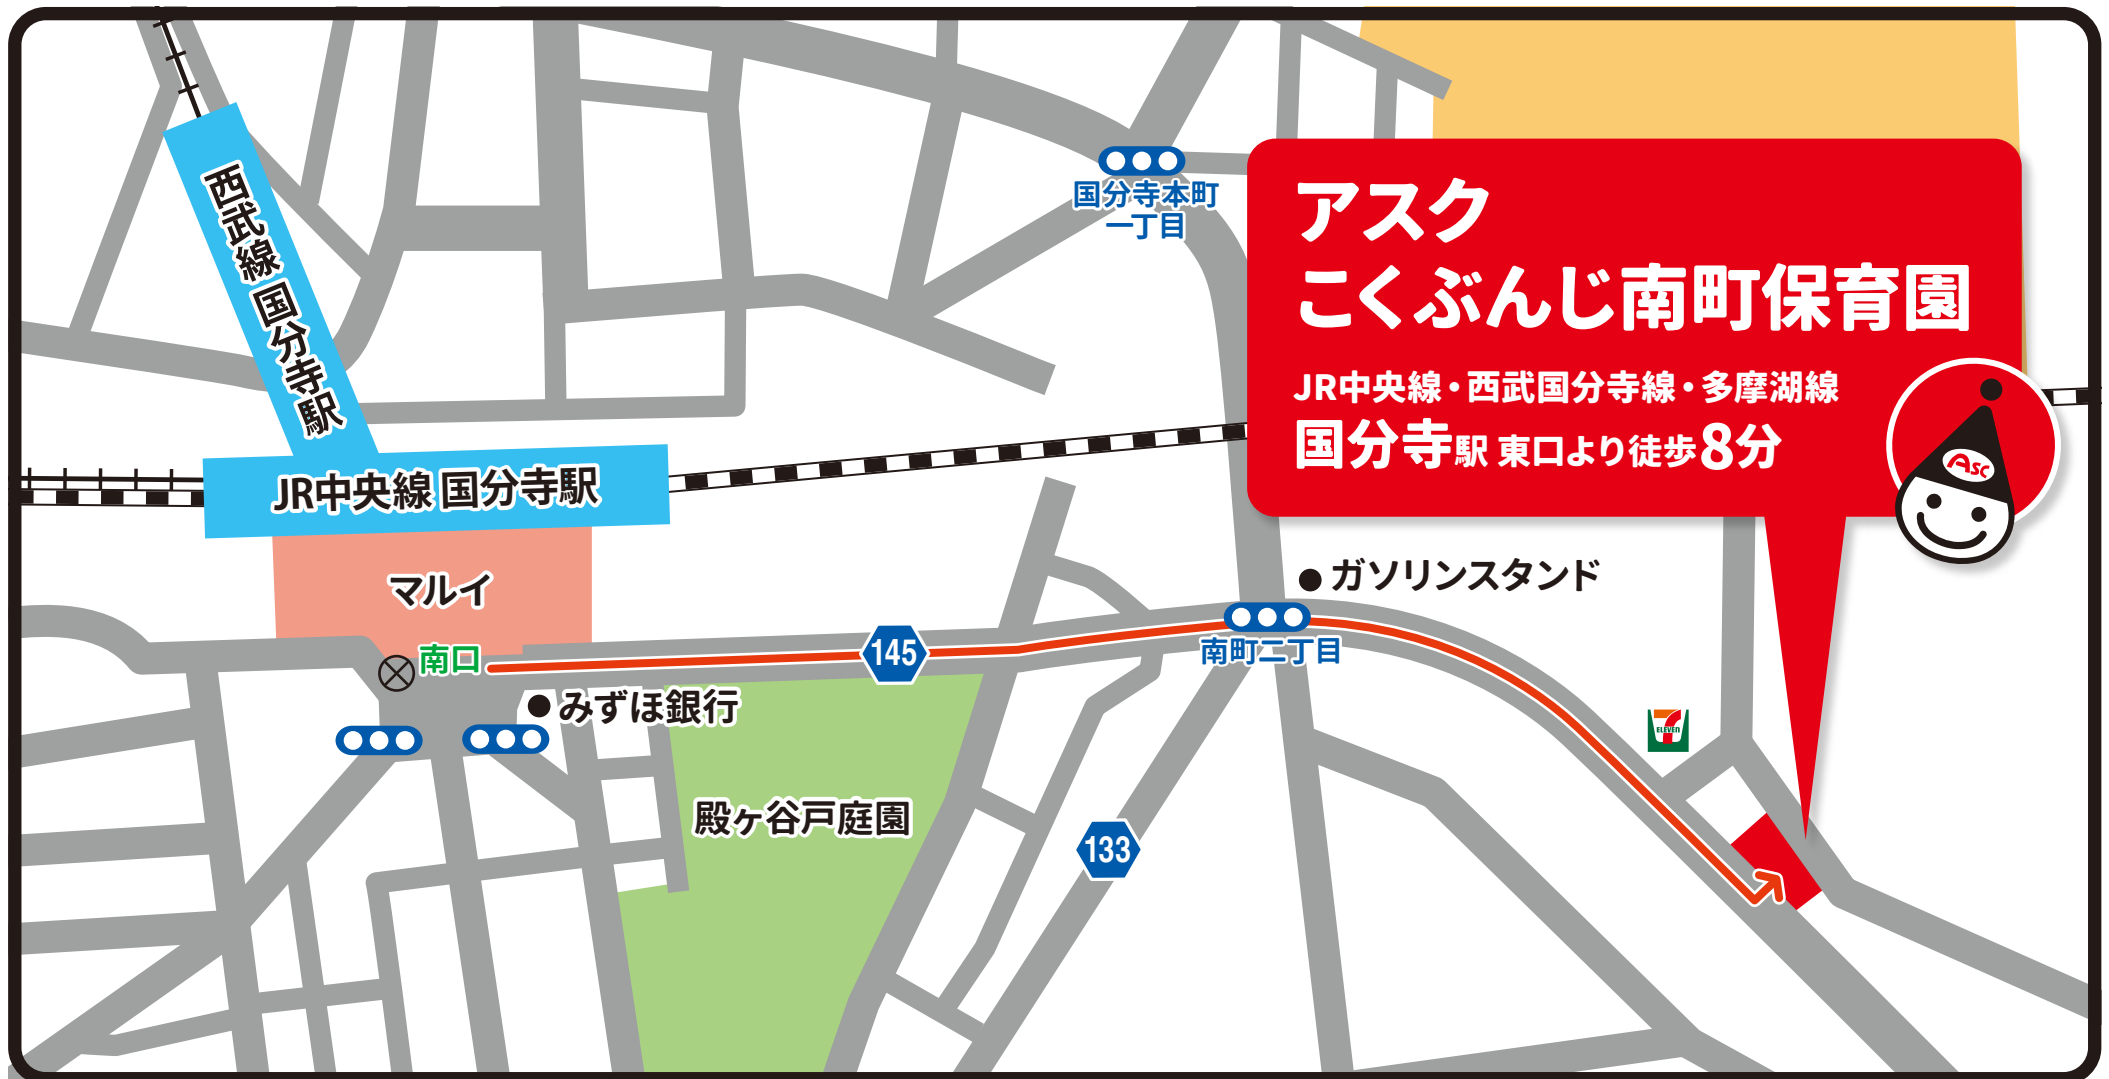 西武線 国分寺駅
国分寺本町
一丁目
アスク
こくぶんじ南町保育園
JR中央線・西武国分寺線・多摩湖線
国分寺駅 東口より徒歩8分
ASC
JR中央線 国分寺駅
マルイ
ガソリンスタンド
南口
145
南町二丁目
みずほ銀行
7
ELEVEN
殿ヶ谷戸庭園
133